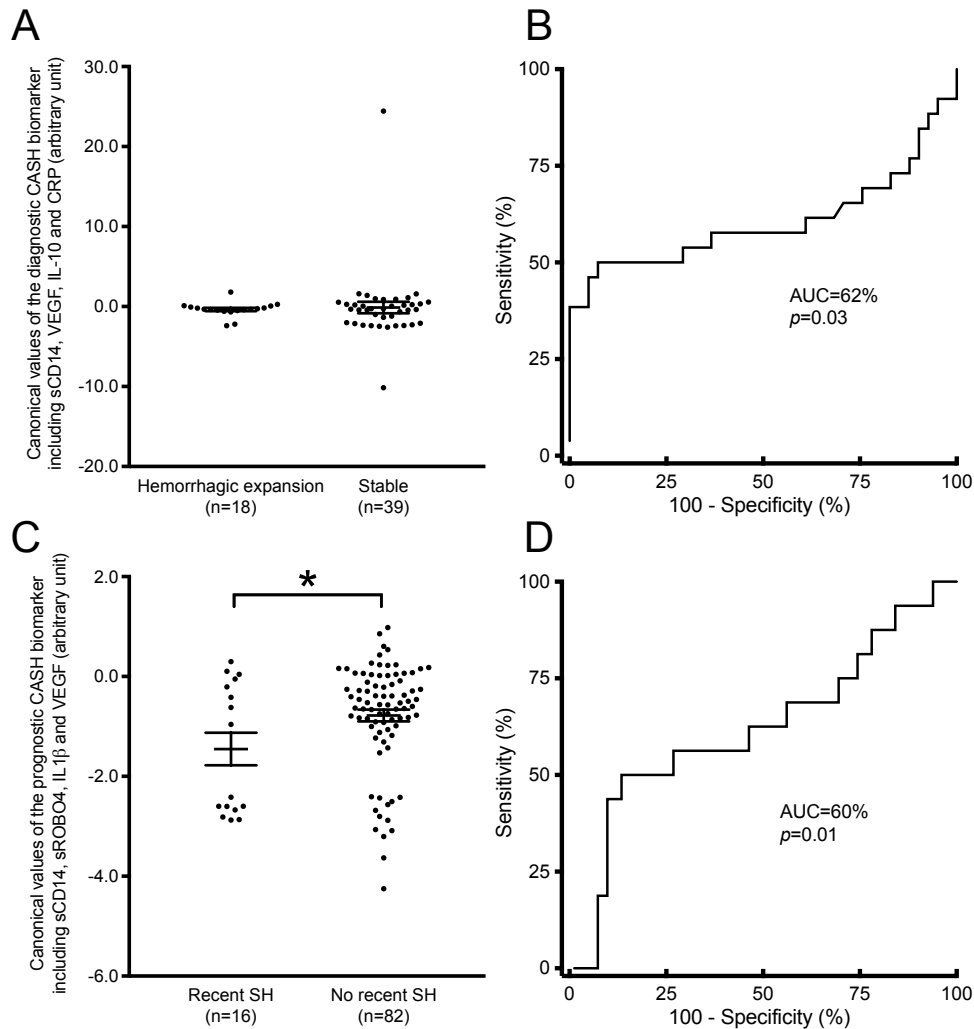 A
Canonical values of the diagnostic CASH biomarker
including sCD14, VEGF, IL-10 and CRP (arbitrary unit)
30.0
20.0
10.0
0.0
-10.0
-20.0
Hemorrhagic expansion
(n=18)
Stable
(n=39)
B
Sensitivity (%)
100
75
50
25
0
AUC=62%
p=0.03
0
25
50
75
100
100 - Specificity (%)
C
Canonical values of the prognostic CASH biomarker
including sCD14, sROBO4, IL1β and VEGF (arbitrary unit)
2.0
0.0
-2.0
-4.0
-6.0
*
Recent SH
(n=16)
No recent SH
(n=82)
D
Sensitivity (%)
100
75
50
25
0
AUC=60%
p=0.01
0
25
50
75
100
100 - Specificity (%)